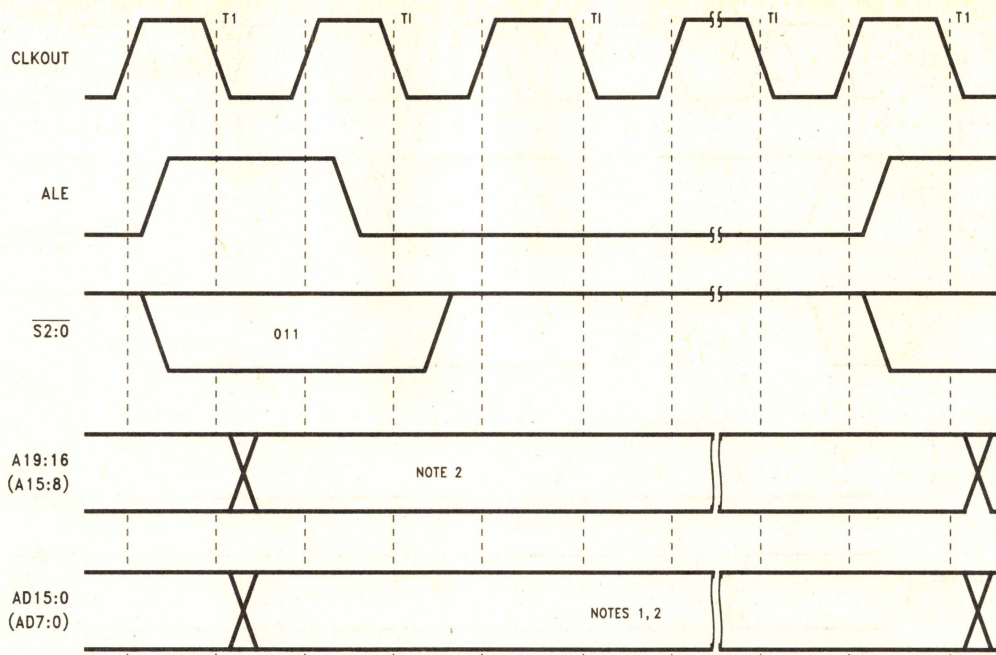 T1 TI TI TI T1
CLKOUT
ALE
S2:0
011
A19:16
(A15:8)
NOTE 2
AD15:0
(AD7:0)
NOTES 1, 2